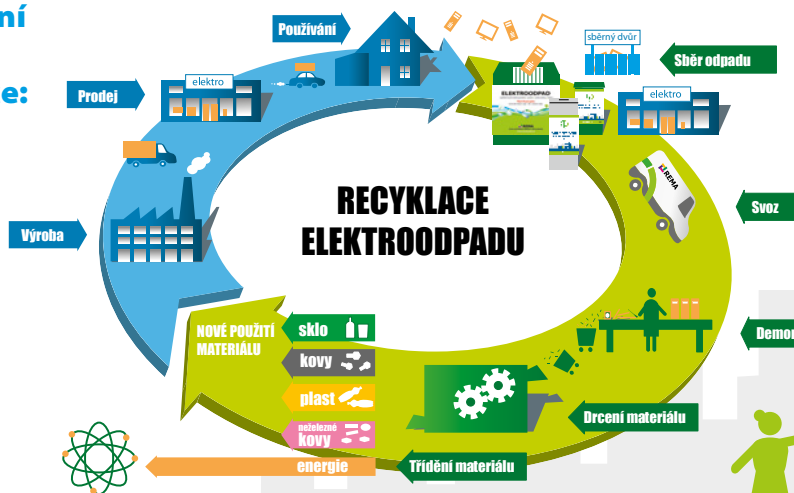 ní
e:
Používání
sběrný dvůr
Sběr odpadu
elektro
Prodej
ELEKTROODPAD
elektro
REMA
RECYKLACE
ELEKTROODPADU
Svoz
Výroba
NOVÉ POUŽITÍ
MATERIÁLU
sklo
kovy
plast
neželezné
kovy
energie
Demon
Drcení materiálu
Třídění materiálu